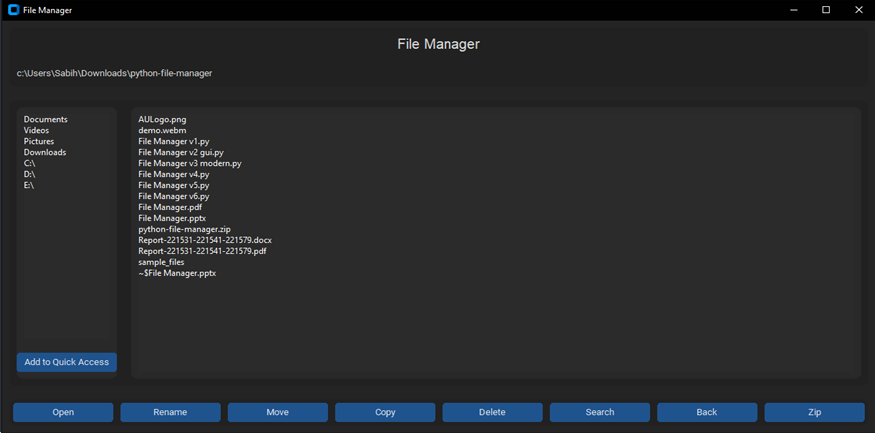 File Manager
File Manager
c:\Users\Sabih\Downloads\python-file-manager
Documents
Videos
Pictures
Downloads
C:\
D:\
E:\
Add to Quick Access
AULogo.png
demo.webm
File Manager v1.py
File Manager v2 gui.py
File Manager v3 modern.py
File Manager v4.py
File Manager v5.py
File Manager v6.py
File Manager.pdf
File Manager.pptx
python-file-manager.zip
Report-221531-221541-221579.docx
Report-221531-221541-221579.pdf
sample_files
~$File Manager.pptx
Open Rename Move Copy Delete Search Back Zip